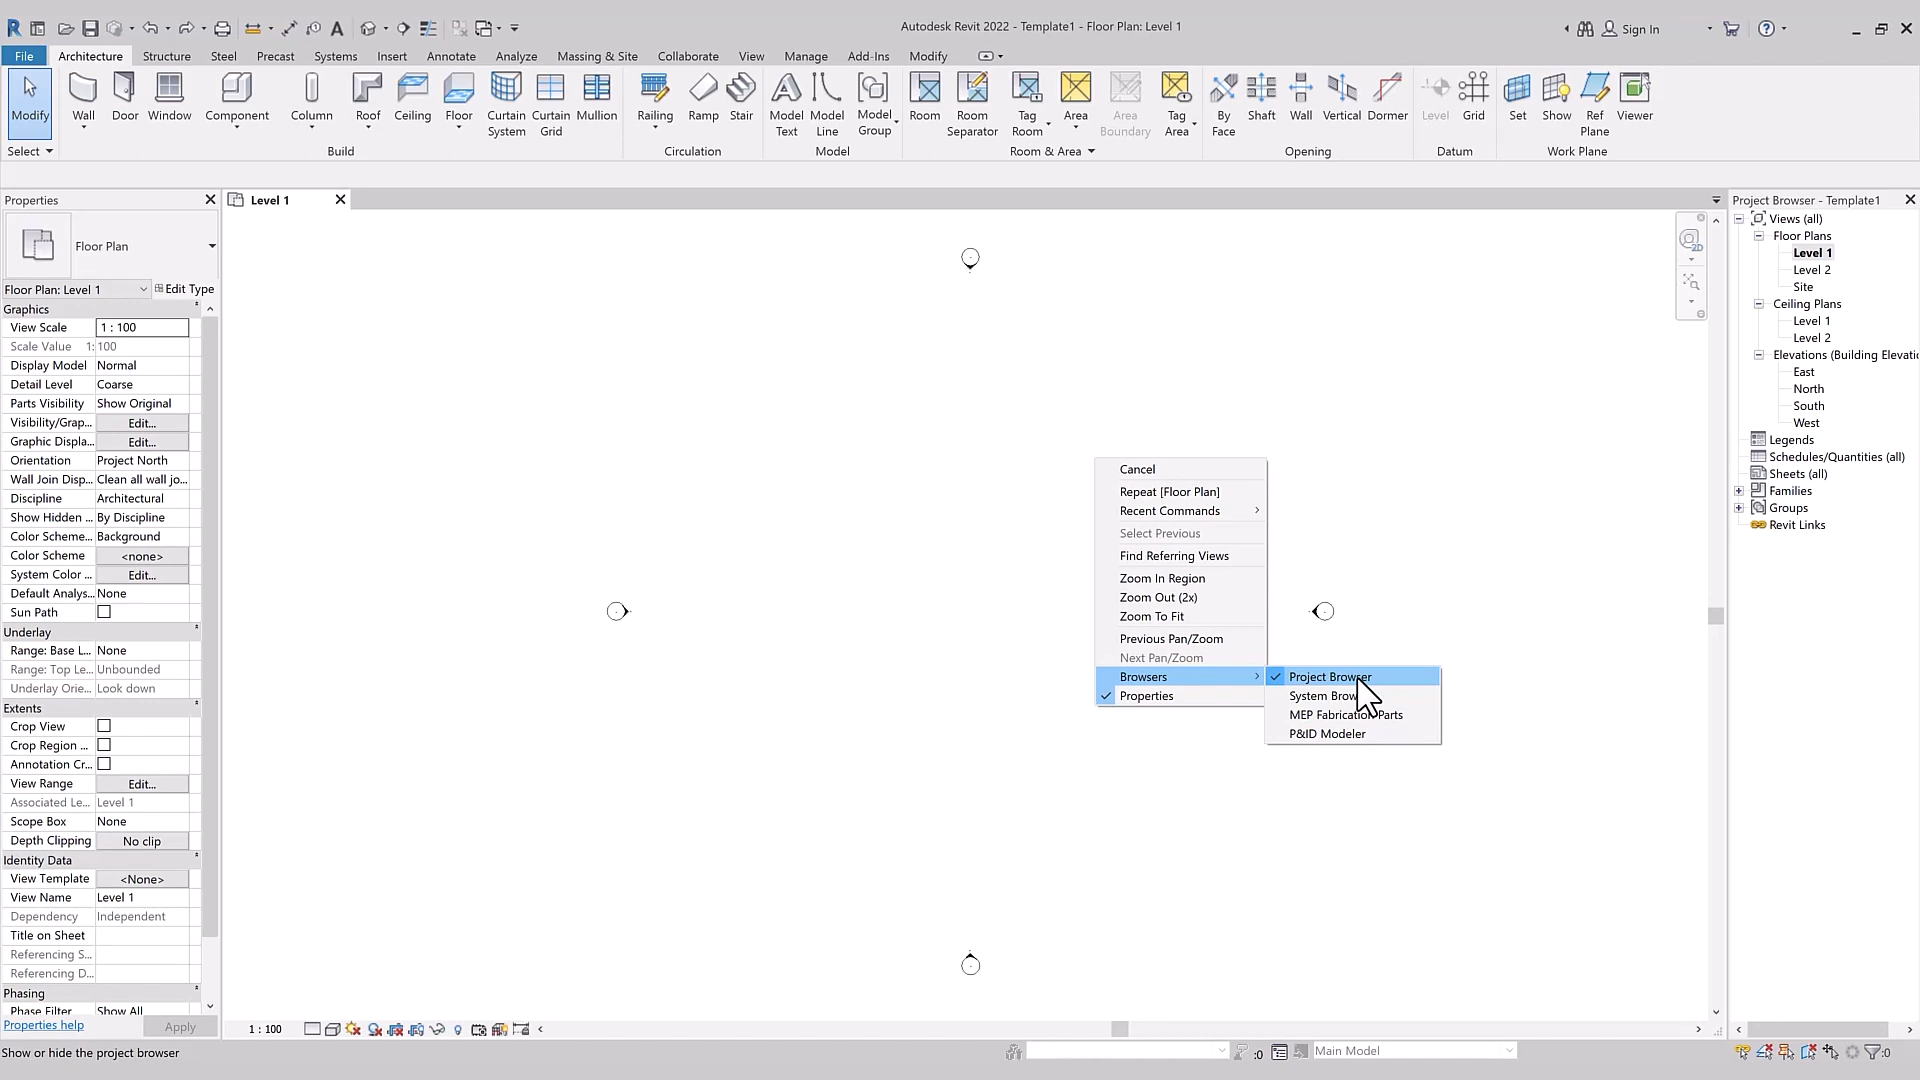 Autodesk Revit 2022 - Template1 - Floor Plan: Level 1
Sign In
File Architecture Structure Steel Precast Systems Insert Annotate Analyze Massing & Site Collaborate View Manage Add-Ins Modify
Modify Wall Door Window Component Column Roof Ceiling Floor Curtain System Curtain Grid Mullion Railing Ramp Stair Model Text Model Line Model Group Room Room Separator Tag Room Area Area Boundary Tag Area By Face Shaft Wall Vertical Dormer Level Grid Set Show Ref Plane Viewer
Select Build Circulation Model Room & Area Opening Datum Work Plane
Properties
Floor Plan
Floor Plan: Level 1 Edit Type
Graphics
View Scale 1 : 100
Scale Value 1: 100
Display Model Normal
Detail Level Coarse
Parts Visibility Show Original
Visibility/Grap... Edit...
Graphic Displa... Edit...
Orientation Project North
Wall Join Disp... Clean all wall jo...
Discipline Architectural
Show Hidden ... By Discipline
Color Scheme... Background
Color Scheme <none>
System Color ... Edit...
Default Analys... None
Sun Path
Underlay
Range: Base L... None
Range: Top Le... Unbounded
Underlay Orie... Look down
Extents
Crop View
Crop Region ...
Annotation Cr...
View Range Edit...
Associated Le... Level 1
Scope Box None
Depth Clipping No clip
Identity Data
View Template <None>
View Name Level 1
Dependency Independent
Title on Sheet
Referencing S...
Referencing D...
Phasing
Phase Filter Show All
Properties help Apply
Level 1
2D
Cancel
Repeat [Floor Plan]
Recent Commands
Select Previous
Find Referring Views
Zoom In Region
Zoom Out (2x)
Zoom To Fit
Previous Pan/Zoom
Next Pan/Zoom
Browsers
Properties
Project Browser
System Brow
MEP Fabrication Parts
P&ID Modeler
Project Browser - Template1
Views (all)
Floor Plans
Level 1
Level 2
Site
Ceiling Plans
Level 1
Level 2
Elevations (Building Elevati
East
North
South
West
Legends
Schedules/Quantities (all)
Sheets (all)
Families
Groups
Revit Links
1 : 100
Show or hide the project browser
:0
Main Model
:0